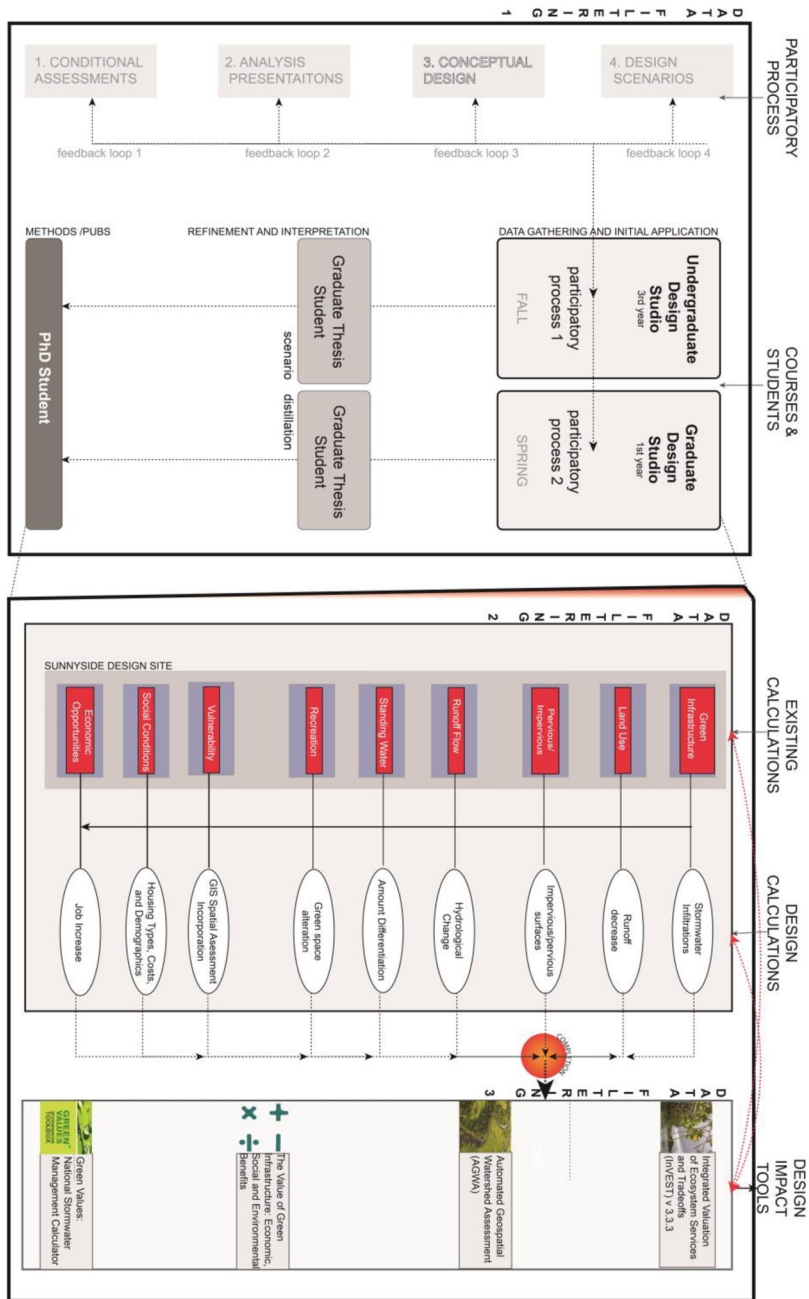 D A T A F I L T E R I N G 1
PARTICIPATORY
PROCESS
1. CONDITIONAL
ASSESSMENTS
2. ANALYSIS
PRESENTAITONS
3. CONCEPTUAL
DESIGN
4. DESIGN
SCENARIOS
feedback loop 1
feedback loop 2
feedback loop 3
feedback loop 4
COURSES &
STUDENTS
DATA GATHERING AND INITIAL APPLICATION
Undergraduate
Design
Studio
3rd year
participatory
process 1
FALL
Graduate
Design
Studio
1st year
participatory
process 2
SPRING
REFINEMENT AND INTERPRETATION
Graduate Thesis
Student
scenario
distillation
Graduate Thesis
Student
METHODS /PUBS
PhD Student
D A T A F I L T E R I N G 2
EXISTING
CALCULATIONS
SUNNYSIDE DESIGN SITE
Green
Infrastructure
Land Use
Pervious/
Impervious
Runoff Flow
Standing Water
Recreation
Vulnerability
Social Conditions
Economic
Opportunities
DESIGN
CALCULATIONS
Stormwater
Infiltrations
Runoff
decrease
Impervious/pervious
surfaces
Hydrological
Change
Amount Differentiation
Green space
alteration
GIS Spatial Asessment
Incorporation
Housing Types, Costs,
and Demographics
Job Increase
COMPLETION
D A T A F I L T E R I N G 3
DESIGN
IMPACT
TOOLS
Integrated Valuation
of Ecosystem Services
and Tradeoffs
(InVEST) v 3.3.3
Automated Geospatial
Watershed Assessment
(AGWA)
The Value of Green
Infrastructure: Economic,
Social and Environmental
Benefits
GREEN
VALUES
STORMWATER
TOOLBOX
Green Values:
National Stormwater
Management Calculator